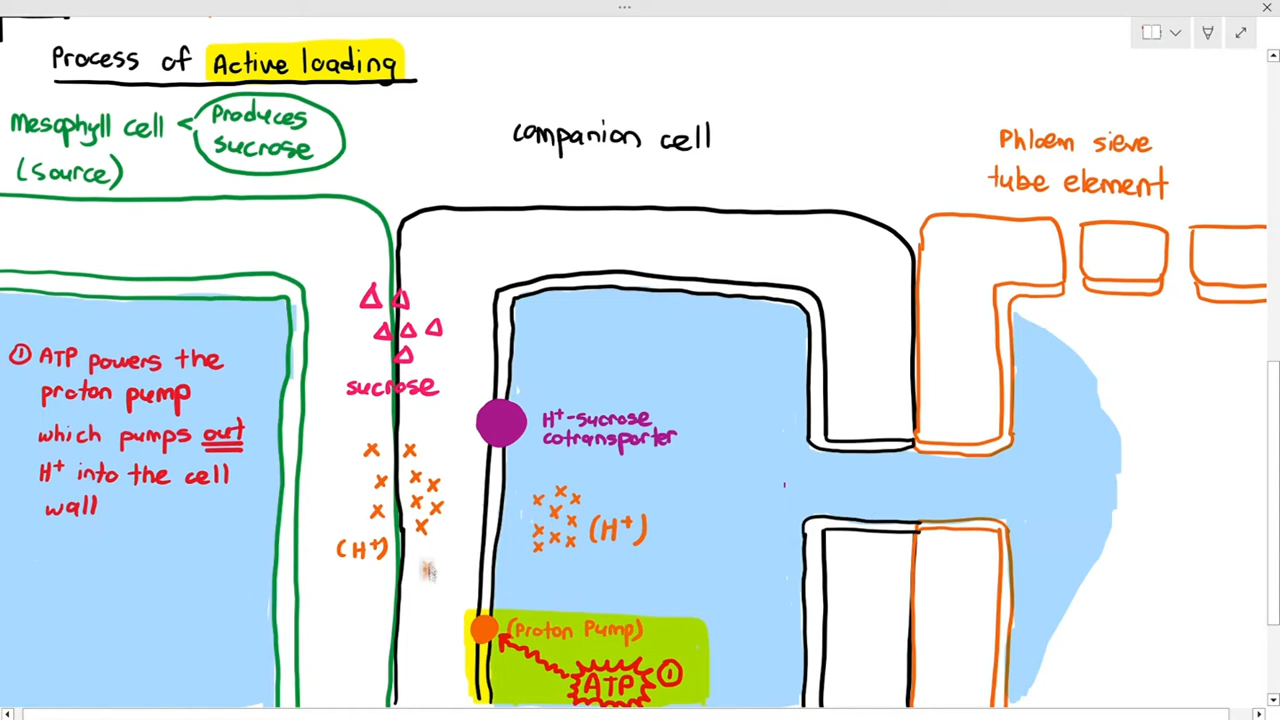 Process of Active loading
Mesophyll cell < Produces
sucrose
(source)
companion cell
Phloem sieve
tube element
① ATP powers the
proton pump
which pumps out
H⁺ into the cell
wall
sucrose
H⁺-sucrose
cotransporter
(H⁺)
(H⁺)
(Proton Pump)
ATP ①